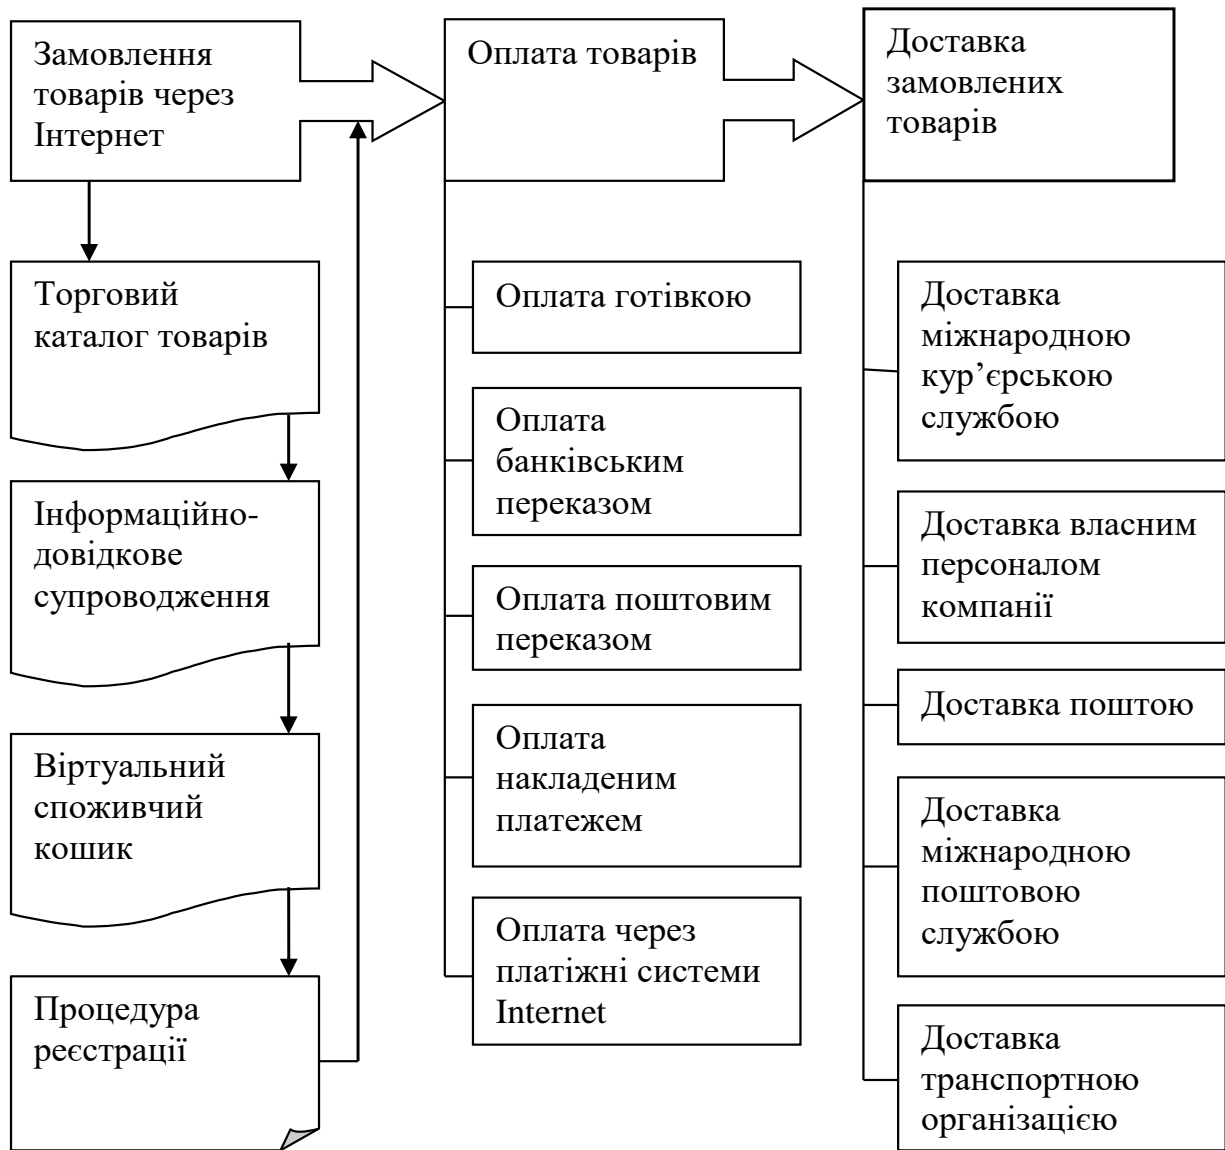 Замовлення
товарів через
Інтернет
Торговий
каталог товарів
Інформаційно-
довідкове
супроводження
Віртуальний
споживчий
кошик
Процедура
реєстрації
Оплата товарів
Оплата готівкою
Оплата
банківським
переказом
Оплата поштовим
переказом
Оплата
накладеним
платежем
Оплата через
платіжні системи
Internet
Доставка
замовлених
товарів
Доставка
міжнародною
кур’єрською
службою
Доставка власним
персоналом
компанії
Доставка поштою
Доставка
міжнародною
поштовою
службою
Доставка
транспортною
організацією